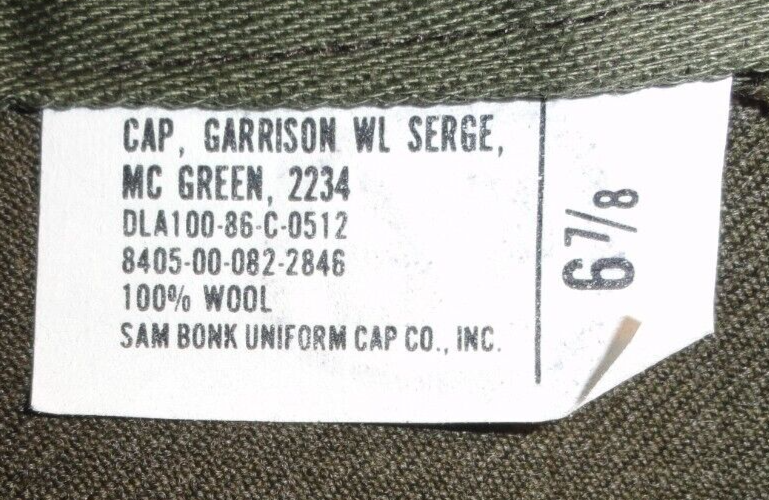 CAP, GARRISON WL SERGE,
MC GREEN, 2234
DLA100-86-C-0512
8405-00-082-2846
100% WOOL
SAM BONK UNIFORM CAP CO., INC.
6 7/8